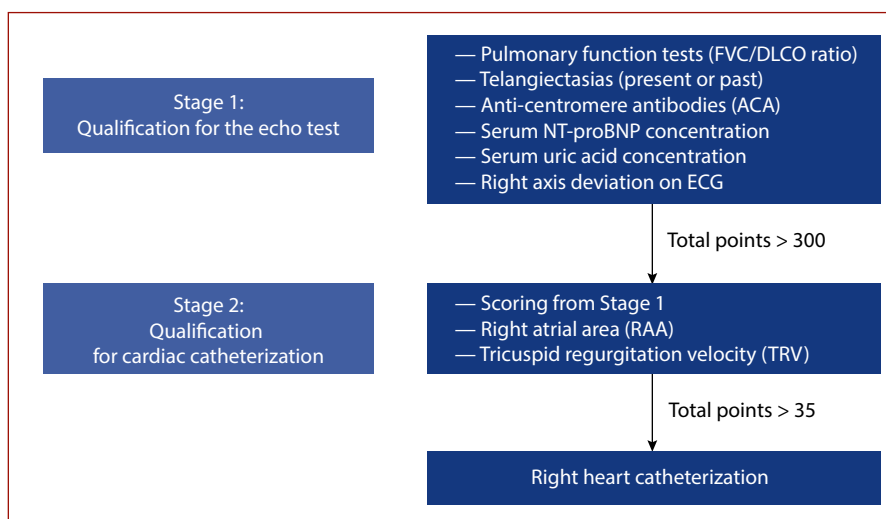 Stage 1:
Qualification for the echo test
— Pulmonary function tests (FVC/DLCO ratio)
— Telangiectasias (present or past)
— Anti-centromere antibodies (ACA)
— Serum NT-proBNP concentration
— Serum uric acid concentration
— Right axis deviation on ECG
Total points > 300
Stage 2:
Qualification
for cardiac catheterization
— Scoring from Stage 1
— Right atrial area (RAA)
— Tricuspid regurgitation velocity (TRV)
Total points > 35
Right heart catheterization